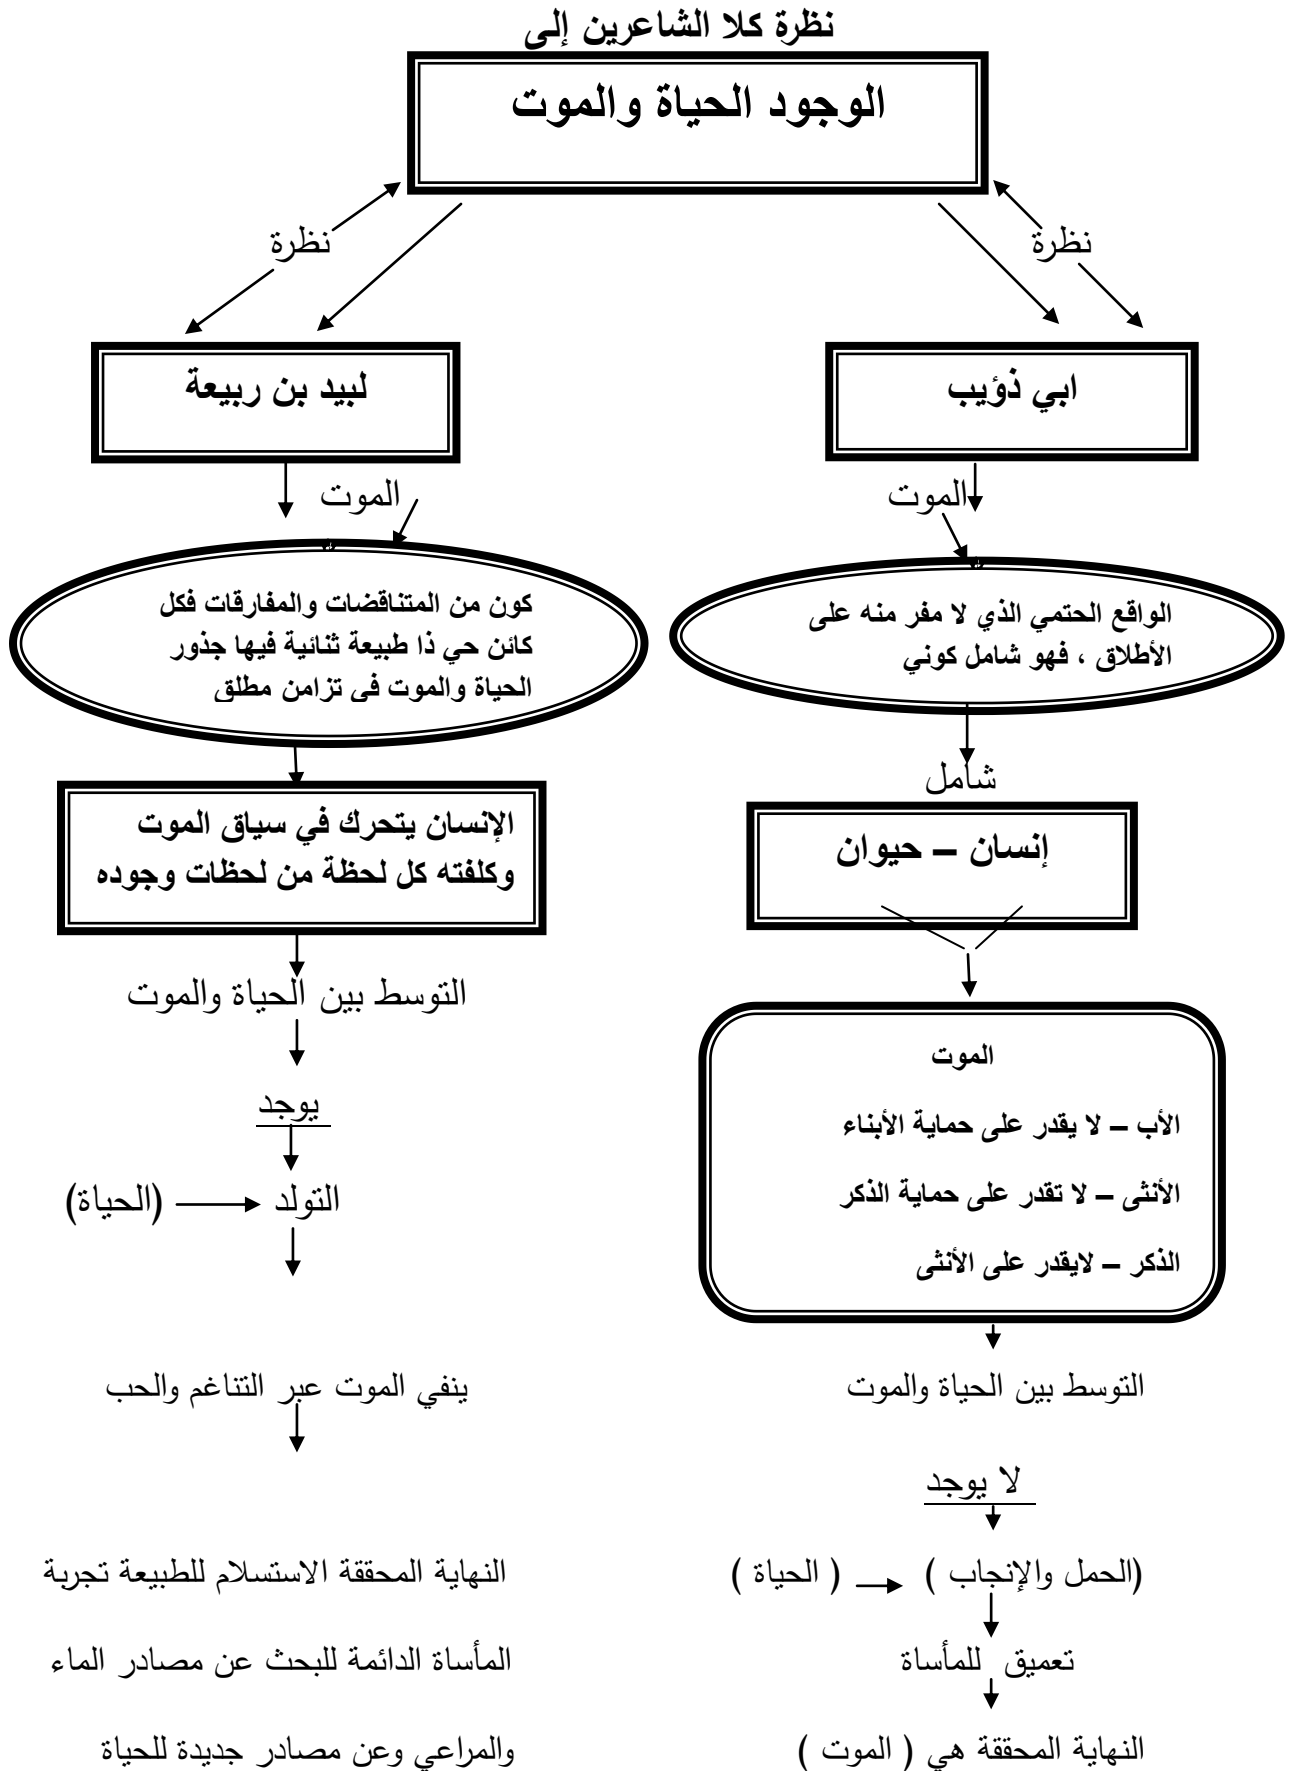 نظرة كلا الشاعرين إلى
الوجود الحياة والموت
نظرة
نظرة
ابي ذؤيب
الموت
الواقع الحتمي الذي لا مفر منه على
الأطلاق ، فهو شامل كوني
شامل
إنسان – حيوان
الموت
الأب – لا يقدر على حماية الأبناء
الأنثى – لا تقدر على حماية الذكر
الذكر – لايقدر على الأنثى
التوسط بين الحياة والموت
لا يوجد
(الحمل والإنجاب ) ( الحياة )
تعميق للمأساة
النهاية المحققة هي ( الموت )
لبيد بن ربيعة
الموت
كون من المتناقضات والمفارقات فكل
كائن حي ذا طبيعة ثنائية فيها جذور
الحياة والموت في تزامن مطلق
الإنسان يتحرك في سياق الموت
وكلفته كل لحظة من لحظات وجوده
التوسط بين الحياة والموت
يوجد
التولد (الحياة)
ينفي الموت عبر التناغم والحب
النهاية المحققة الاستسلام للطبيعة تجربة
المأساة الدائمة للبحث عن مصادر الماء
والمراعي وعن مصادر جديدة للحياة